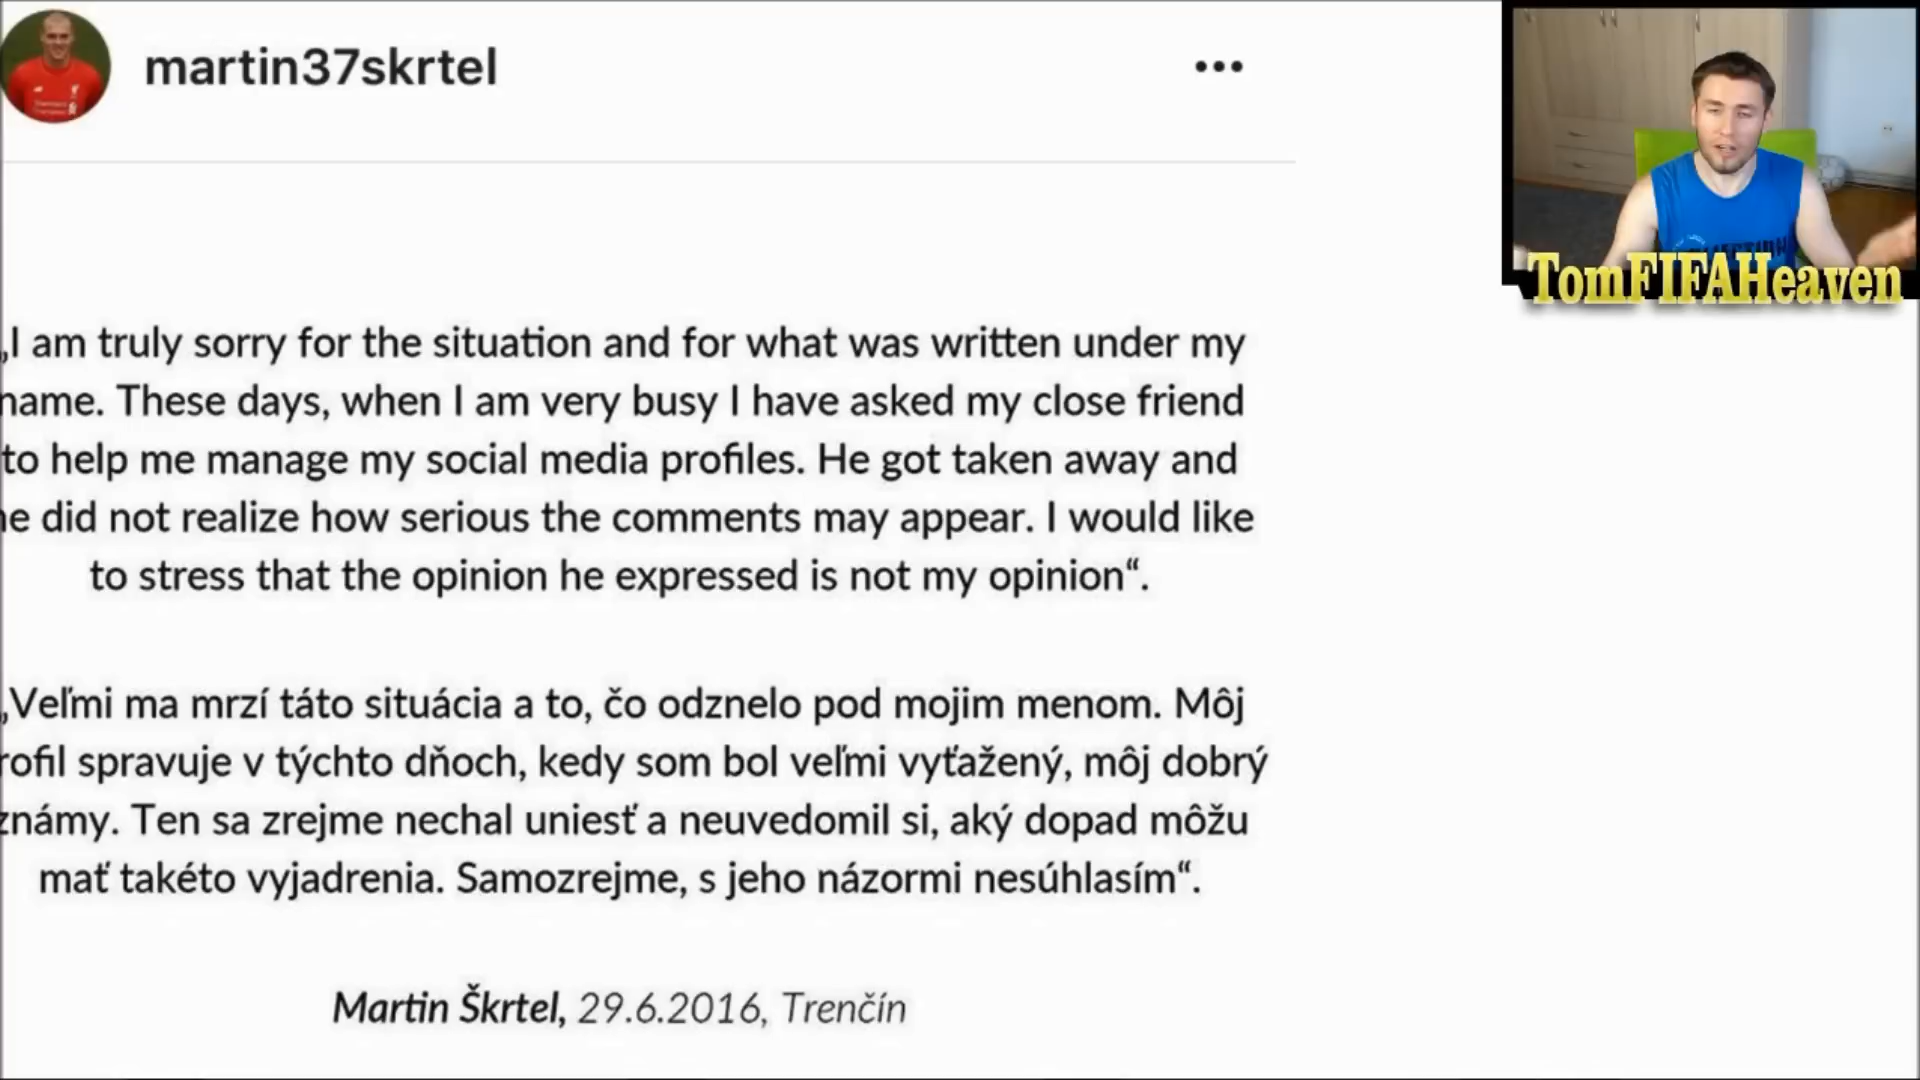 martin37skrtel
TomFIFAHeaven
„I am truly sorry for the situation and for what was written under my
name. These days, when I am very busy I have asked my close friend
to help me manage my social media profiles. He got taken away and
he did not realize how serious the comments may appear. I would like
to stress that the opinion he expressed is not my opinion“.
„Veľmi ma mrzí táto situácia a to, čo odznelo pod mojim menom. Môj
rofil spravuje v týchto dňoch, kedy som bol veľmi vyťažený, môj dobrý
známy. Ten sa zrejme nechal uniesť a neuvedomil si, aký dopad môžu
mať takéto vyjadrenia. Samozrejme, s jeho názormi nesúhlasím“.
Martin Škrtel, 29.6.2016, Trenčín